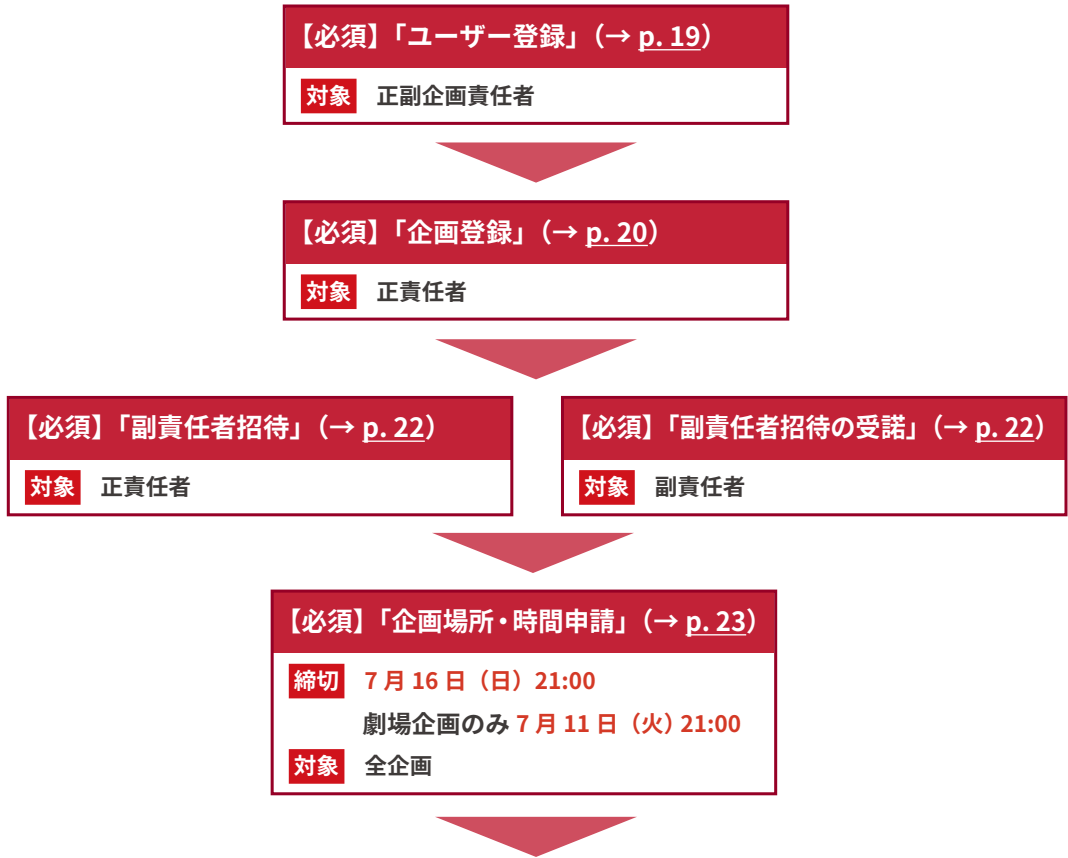 【必須】「ユーザー登録」（→ p. 19）
対象 正副企画責任者
【必須】「企画登録」（→ p. 20）
対象 正責任者
【必須】「副責任者招待」（→ p. 22）
対象 正責任者
【必須】「副責任者招待の受諾」（→ p. 22）
対象 副責任者
【必須】「企画場所・時間申請」（→ p. 23）
締切 7 月 16 日（日）21:00
劇場企画のみ 7 月 11 日（火）21:00
対象 全企画